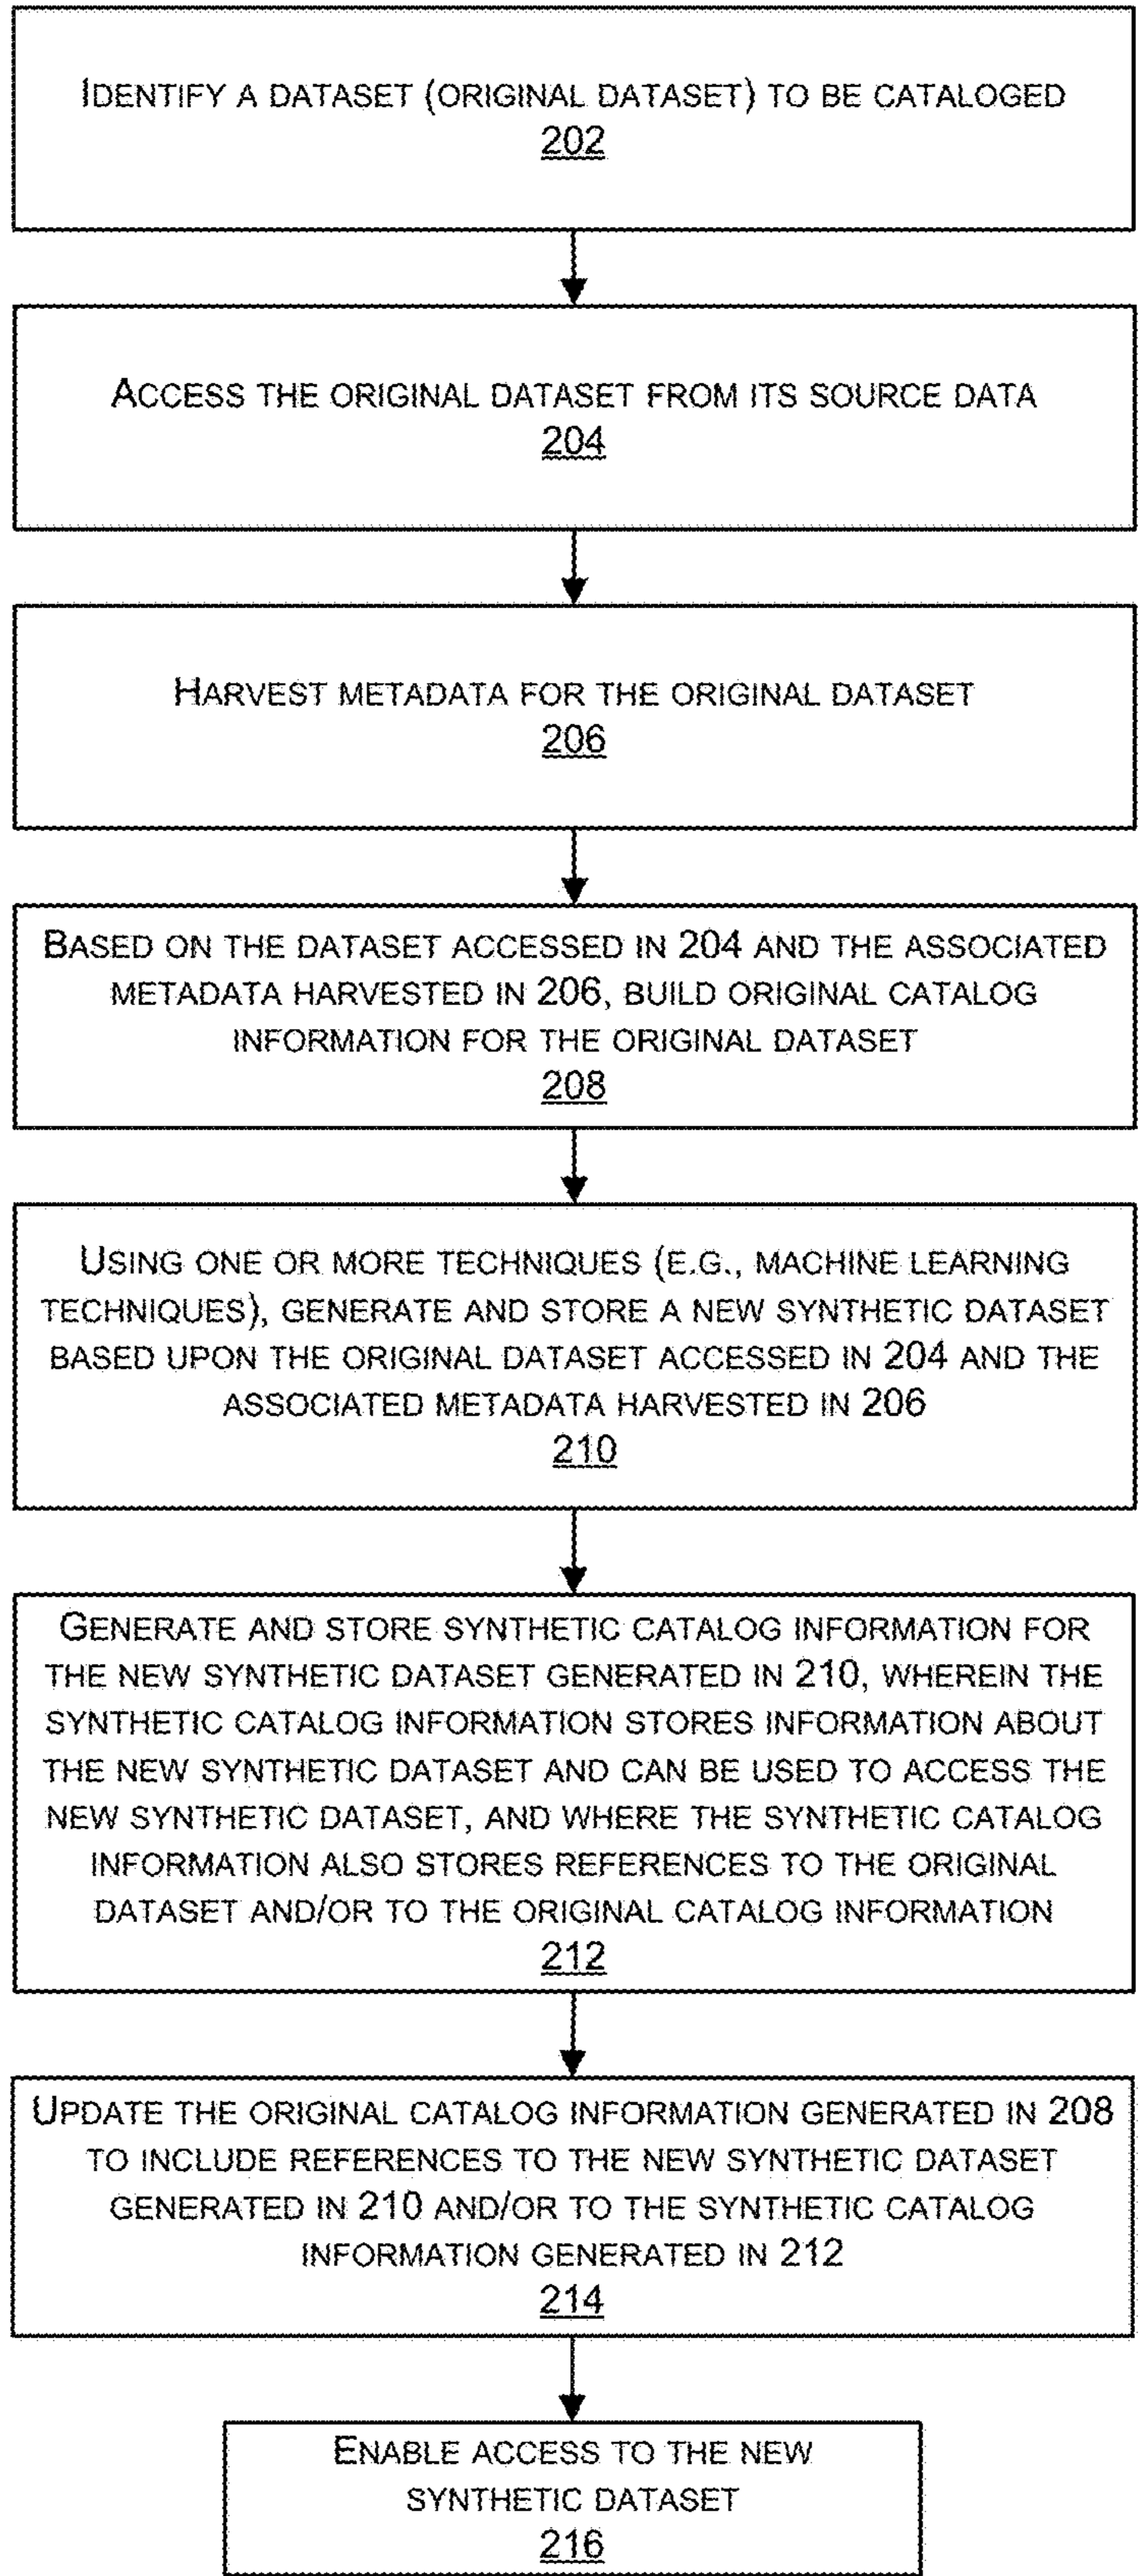 IDENTIFY A DATASET (ORIGINAL DATASET) TO BE CATALOGED
202
ACCESS THE ORIGINAL DATASET FROM ITS SOURCE DATA
204
HARVEST METADATA FOR THE ORIGINAL DATASET
206
BASED ON THE DATASET ACCESSED IN 204 AND THE ASSOCIATED
METADATA HARVESTED IN 206, BUILD ORIGINAL CATALOG
INFORMATION FOR THE ORIGINAL DATASET
208
USING ONE OR MORE TECHNIQUES (E.G., MACHINE LEARNING
TECHNIQUES), GENERATE AND STORE A NEW SYNTHETIC DATASET
BASED UPON THE ORIGINAL DATASET ACCESSED IN 204 AND THE
ASSOCIATED METADATA HARVESTED IN 206
210
GENERATE AND STORE SYNTHETIC CATALOG INFORMATION FOR
THE NEW SYNTHETIC DATASET GENERATED IN 210, WHEREIN THE
SYNTHETIC CATALOG INFORMATION STORES INFORMATION ABOUT
THE NEW SYNTHETIC DATASET AND CAN BE USED TO ACCESS THE
NEW SYNTHETIC DATASET, AND WHERE THE SYNTHETIC CATALOG
INFORMATION ALSO STORES REFERENCES TO THE ORIGINAL
DATASET AND/OR TO THE ORIGINAL CATALOG INFORMATION
212
UPDATE THE ORIGINAL CATALOG INFORMATION GENERATED IN 208
TO INCLUDE REFERENCES TO THE NEW SYNTHETIC DATASET
GENERATED IN 210 AND/OR TO THE SYNTHETIC CATALOG
INFORMATION GENERATED IN 212
214
ENABLE ACCESS TO THE NEW
SYNTHETIC DATASET
216